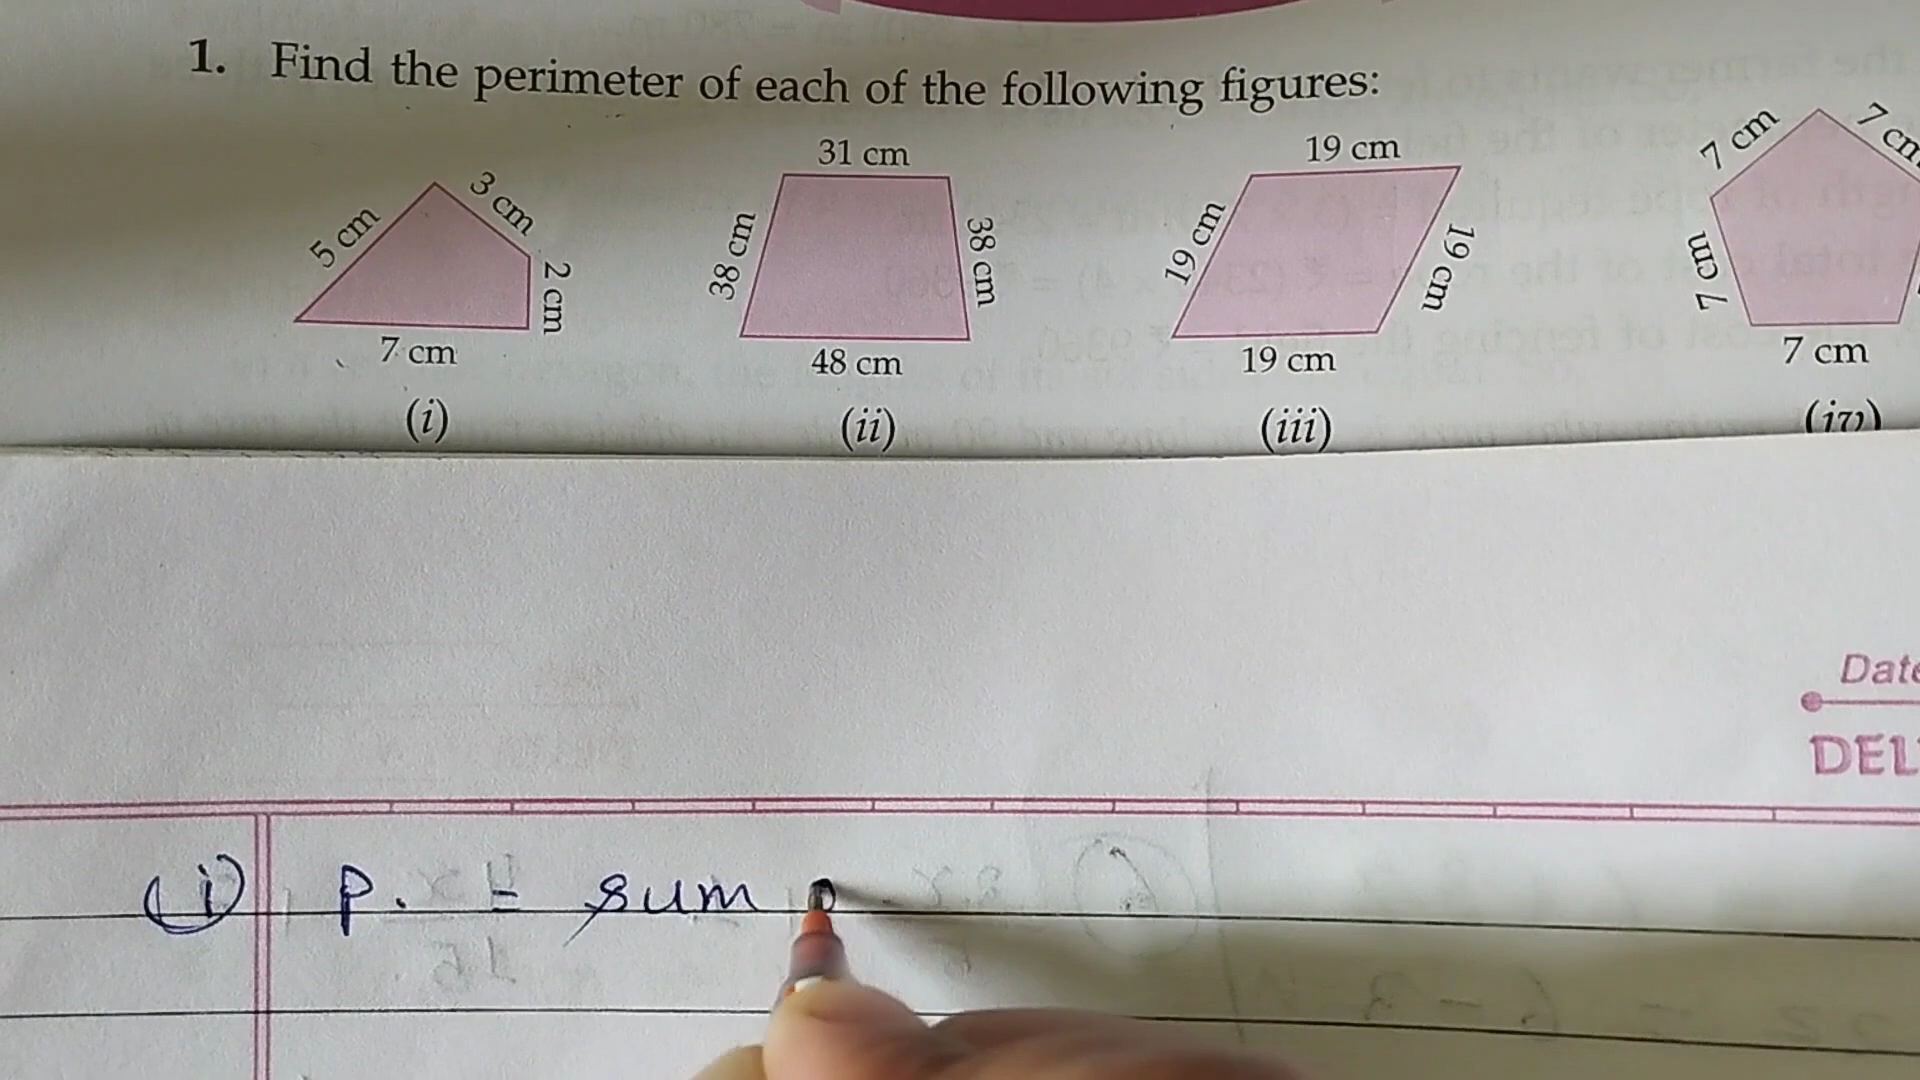 1. Find the perimeter of each of the following figures:
5 cm
3 cm
2 cm
7 cm
(i)
31 cm
38 cm
38 cm
48 cm
(ii)
19 cm
19 cm
19 cm
19 cm
(iii)
7 cm
7 cm
7 cm
7 cm
(iv)
Date
DEL
(i) P. = sum o